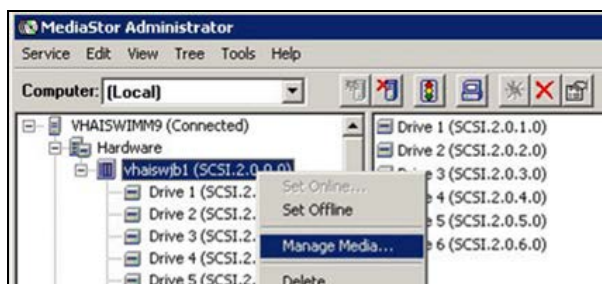 MediaStor Administrator
Service Edit View Tree Tools Help
Computer: (Local)
VHAISWIMM9 (Connected)
Hardware
vhaiswjb1 (SCSI.2.0.0.0)
Drive 1 (SCSI.2.
Drive 2 (SCSI.2.
Drive 3 (SCSI.2.
Drive 4 (SCSI.2.
Drive 5 (SCSI.2.
Set Online...
Set Offline
Manage Media...
Delete
Drive 1 (SCSI.2.0.1.0)
Drive 2 (SCSI.2.0.2.0)
3 (SCSI.2.0.3.0)
4 (SCSI.2.0.4.0)
5 (SCSI.2.0.5.0)
6 (SCSI.2.0.6.0)